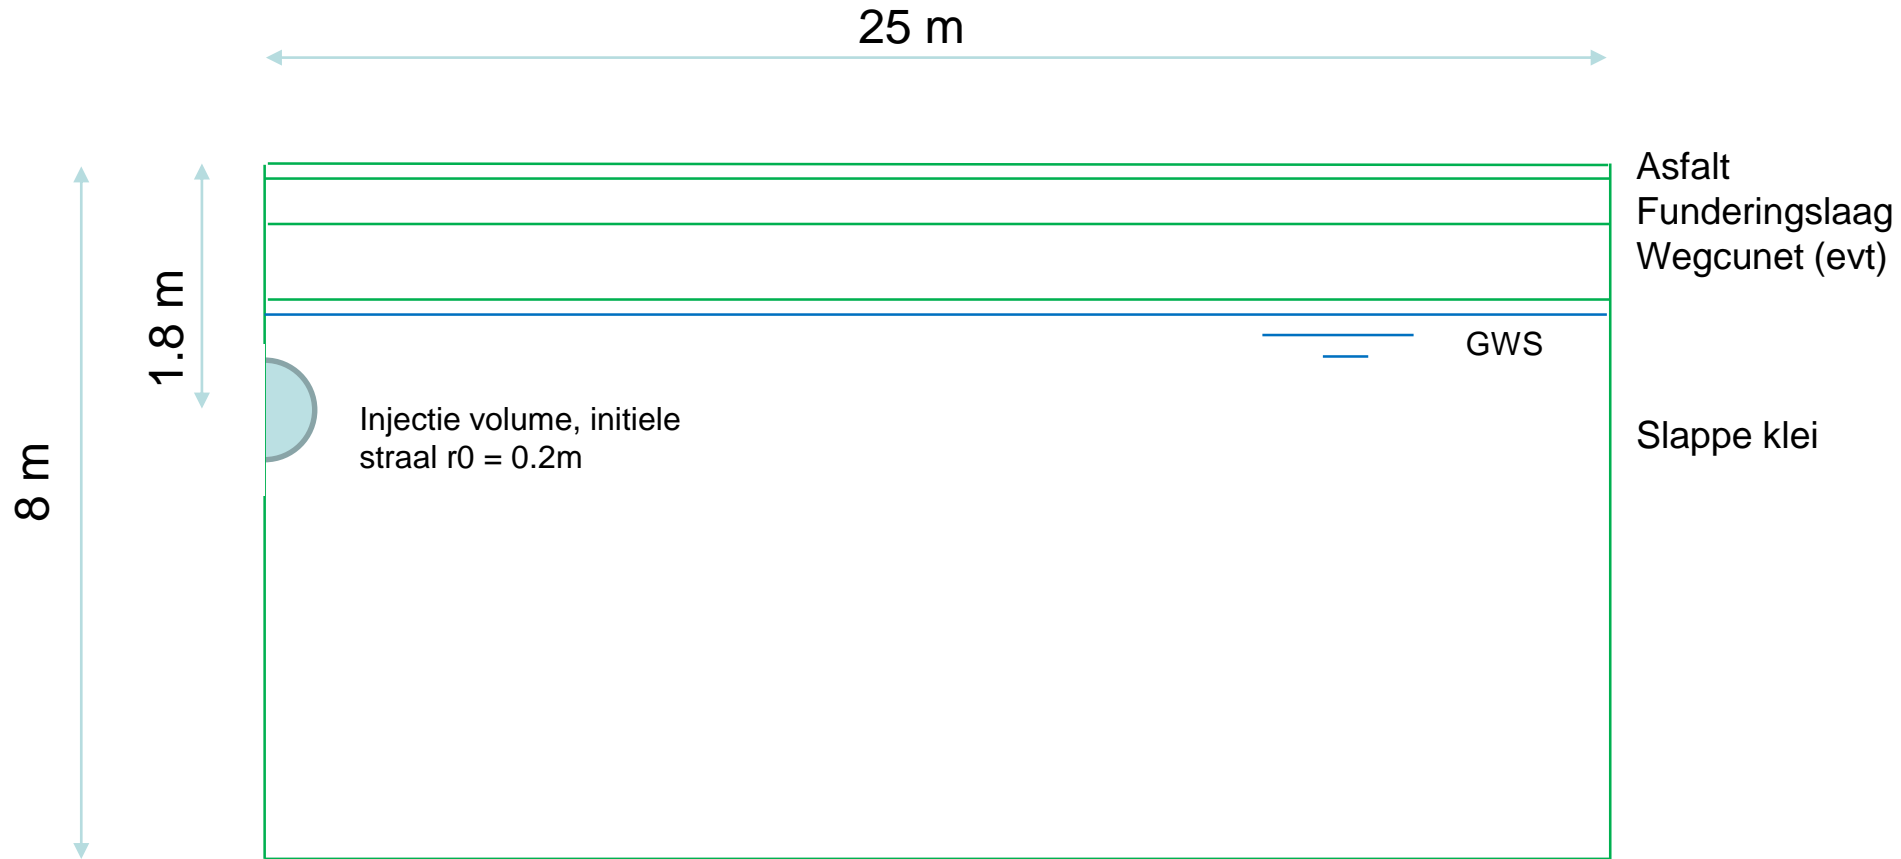 25 m
Asfalt
Funderingslaag
Wegcunet (evt)
1.8 m
GWS
8 m
Injectie volume, initiele
straal r0 = 0.2m
Slappe klei